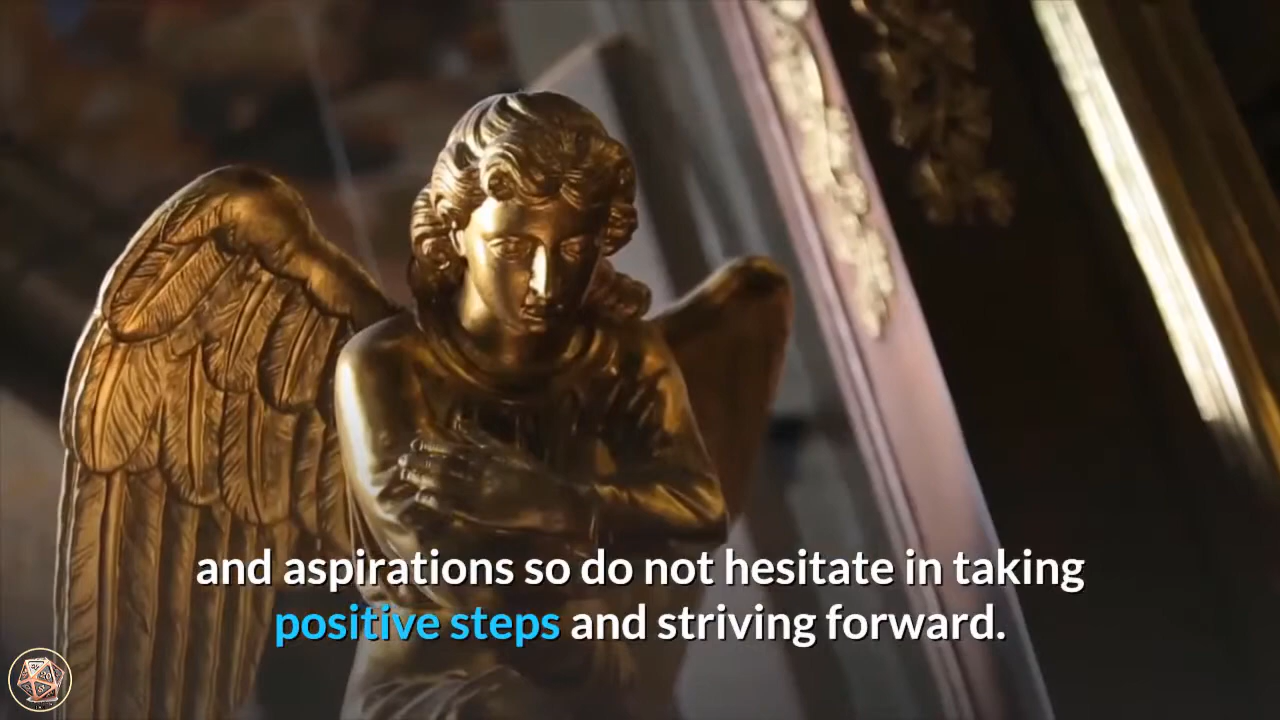 and aspirations so do not hesitate in taking
positive steps and striving forward.